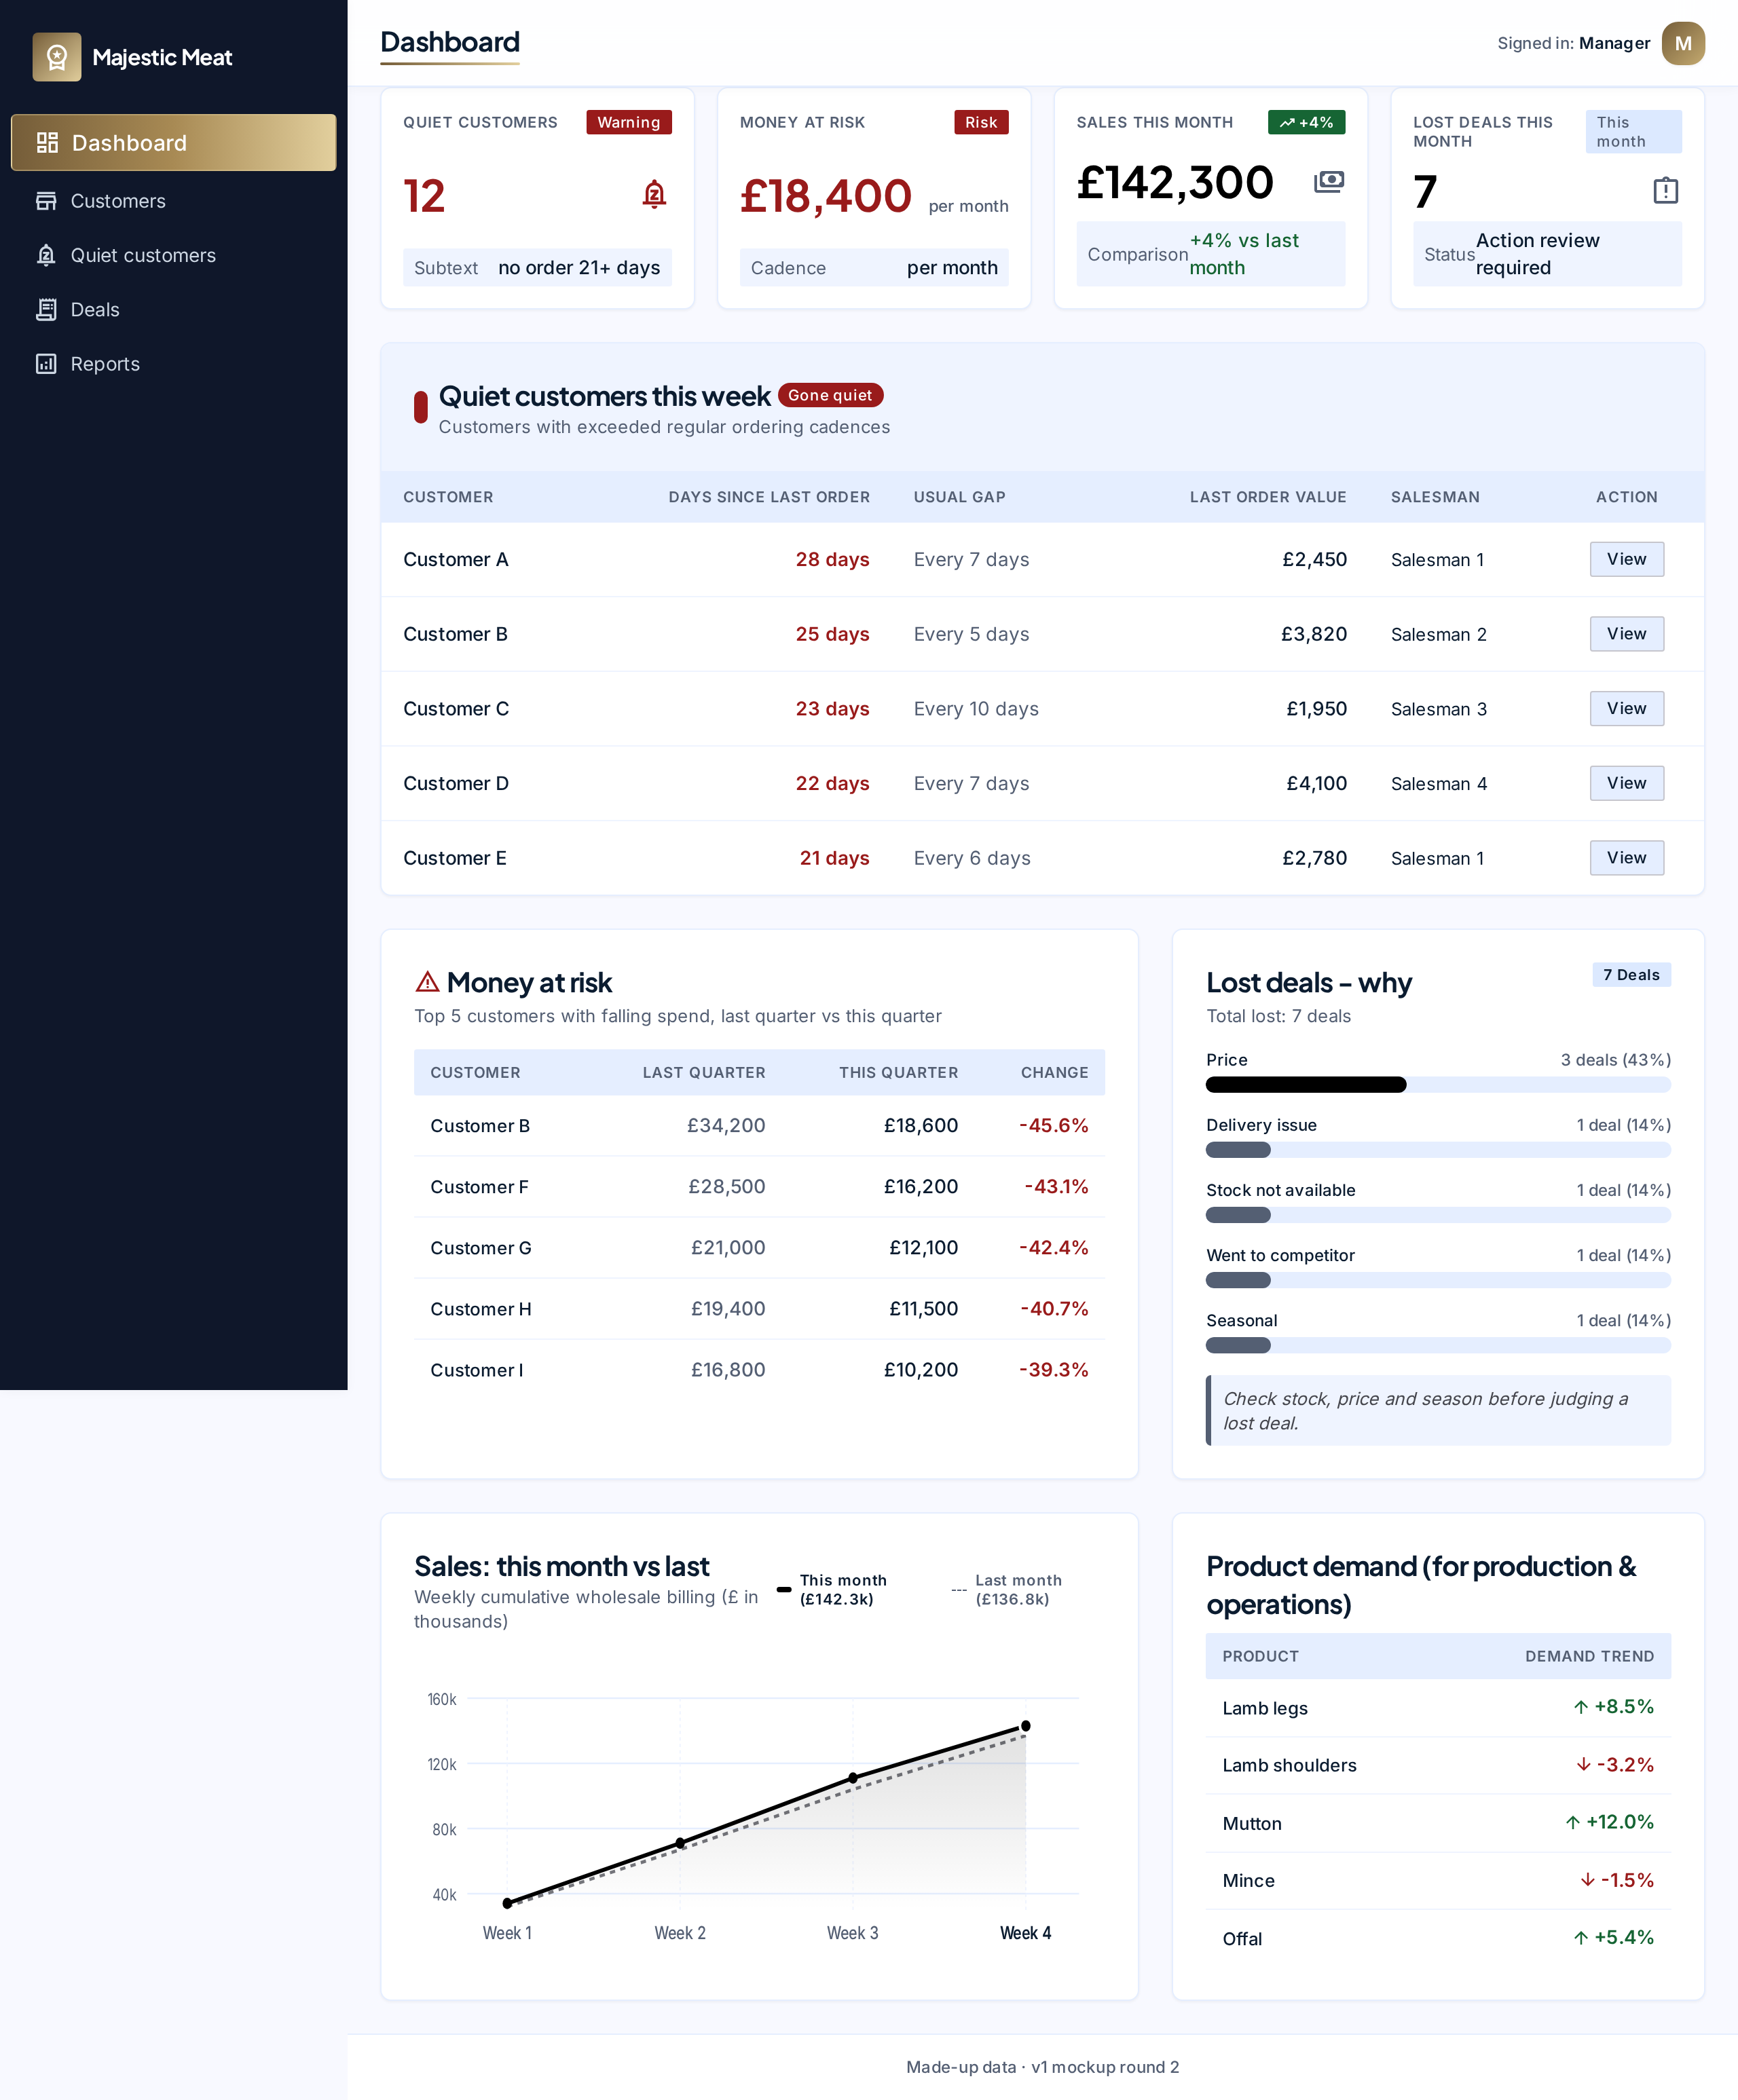 Majestic Meat
Dashboard
Customers
Quiet customers
Deals
Reports
Dashboard
Signed in: Manager
M
QUIET CUSTOMERS
Warning
12
Subtext
no order 21+ days
MONEY AT RISK
Risk
£18,400
per month
Cadence
per month
SALES THIS MONTH
+4%
£142,300
Comparison
+4% vs last
month
LOST DEALS THIS
MONTH
This
month
7
Status
Action review
required
Quiet customers this week
Gone quiet
Customers with exceeded regular ordering cadences
CUSTOMER DAYS SINCE LAST ORDER USUAL GAP LAST ORDER VALUE SALESMAN ACTION
Customer A 28 days Every 7 days £2,450 Salesman 1 View
Customer B 25 days Every 5 days £3,820 Salesman 2 View
Customer C 23 days Every 10 days £1,950 Salesman 3 View
Customer D 22 days Every 7 days £4,100 Salesman 4 View
Customer E 21 days Every 6 days £2,780 Salesman 1 View
Money at risk
Top 5 customers with falling spend, last quarter vs this quarter
CUSTOMER LAST QUARTER THIS QUARTER CHANGE
Customer B £34,200 £18,600 -45.6%
Customer F £28,500 £16,200 -43.1%
Customer G £21,000 £12,100 -42.4%
Customer H £19,400 £11,500 -40.7%
Customer I £16,800 £10,200 -39.3%
Lost deals – why
7 Deals
Total lost: 7 deals
Price 3 deals (43%)
Delivery issue 1 deal (14%)
Stock not available 1 deal (14%)
Went to competitor 1 deal (14%)
Seasonal 1 deal (14%)
Check stock, price and season before judging a
lost deal.
Sales: this month vs last
Weekly cumulative wholesale billing (£ in
thousands)
This month
(£142.3k)
--- Last month
(£136.8k)
160k
120k
80k
40k
Week 1 Week 2 Week 3 Week 4
Product demand (for production &
operations)
PRODUCT DEMAND TREND
Lamb legs ↑ +8.5%
Lamb shoulders ↓ -3.2%
Mutton ↑ +12.0%
Mince ↓ -1.5%
Offal ↑ +5.4%
Made-up data · v1 mockup round 2